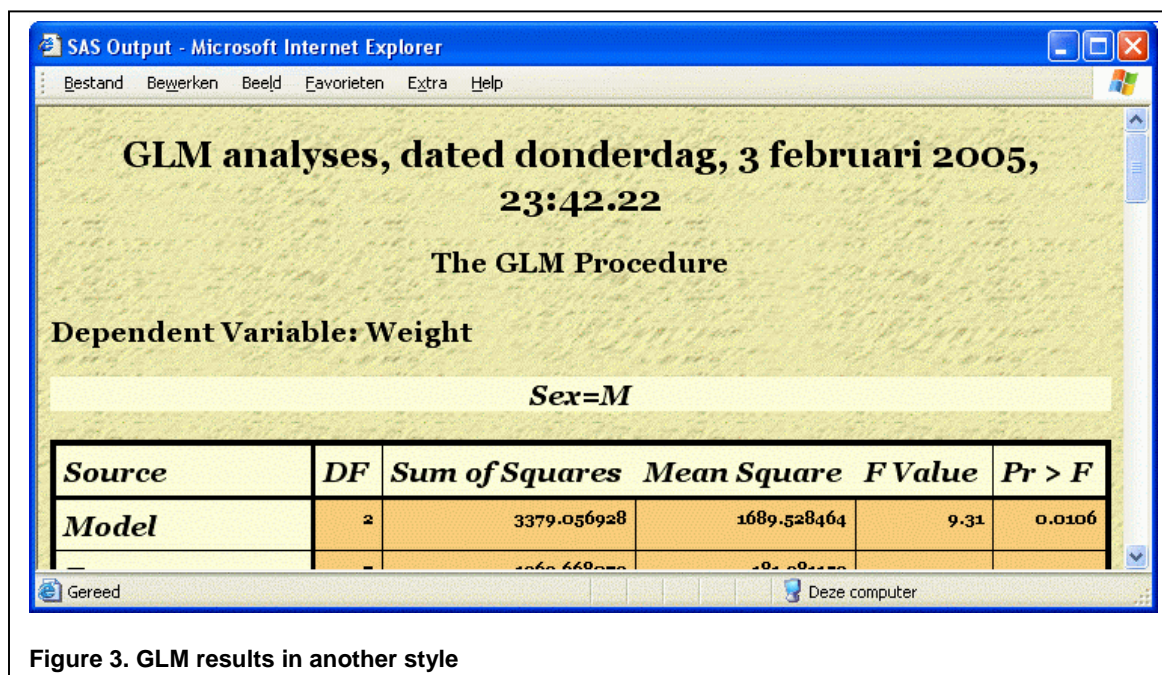 SAS Output - Microsoft Internet Explorer
Bestand Bewerken Beeld Favorieten Extra Help
GLM analyses, dated donderdag, 3 februari 2005,
23:42.22
The GLM Procedure
Dependent Variable: Weight
Sex=M
Source DF Sum of Squares Mean Square F Value Pr > F
Model 2 3379.056928 1689.528464 9.31 0.0106
Gereed Deze computer
Figure 3. GLM results in another style